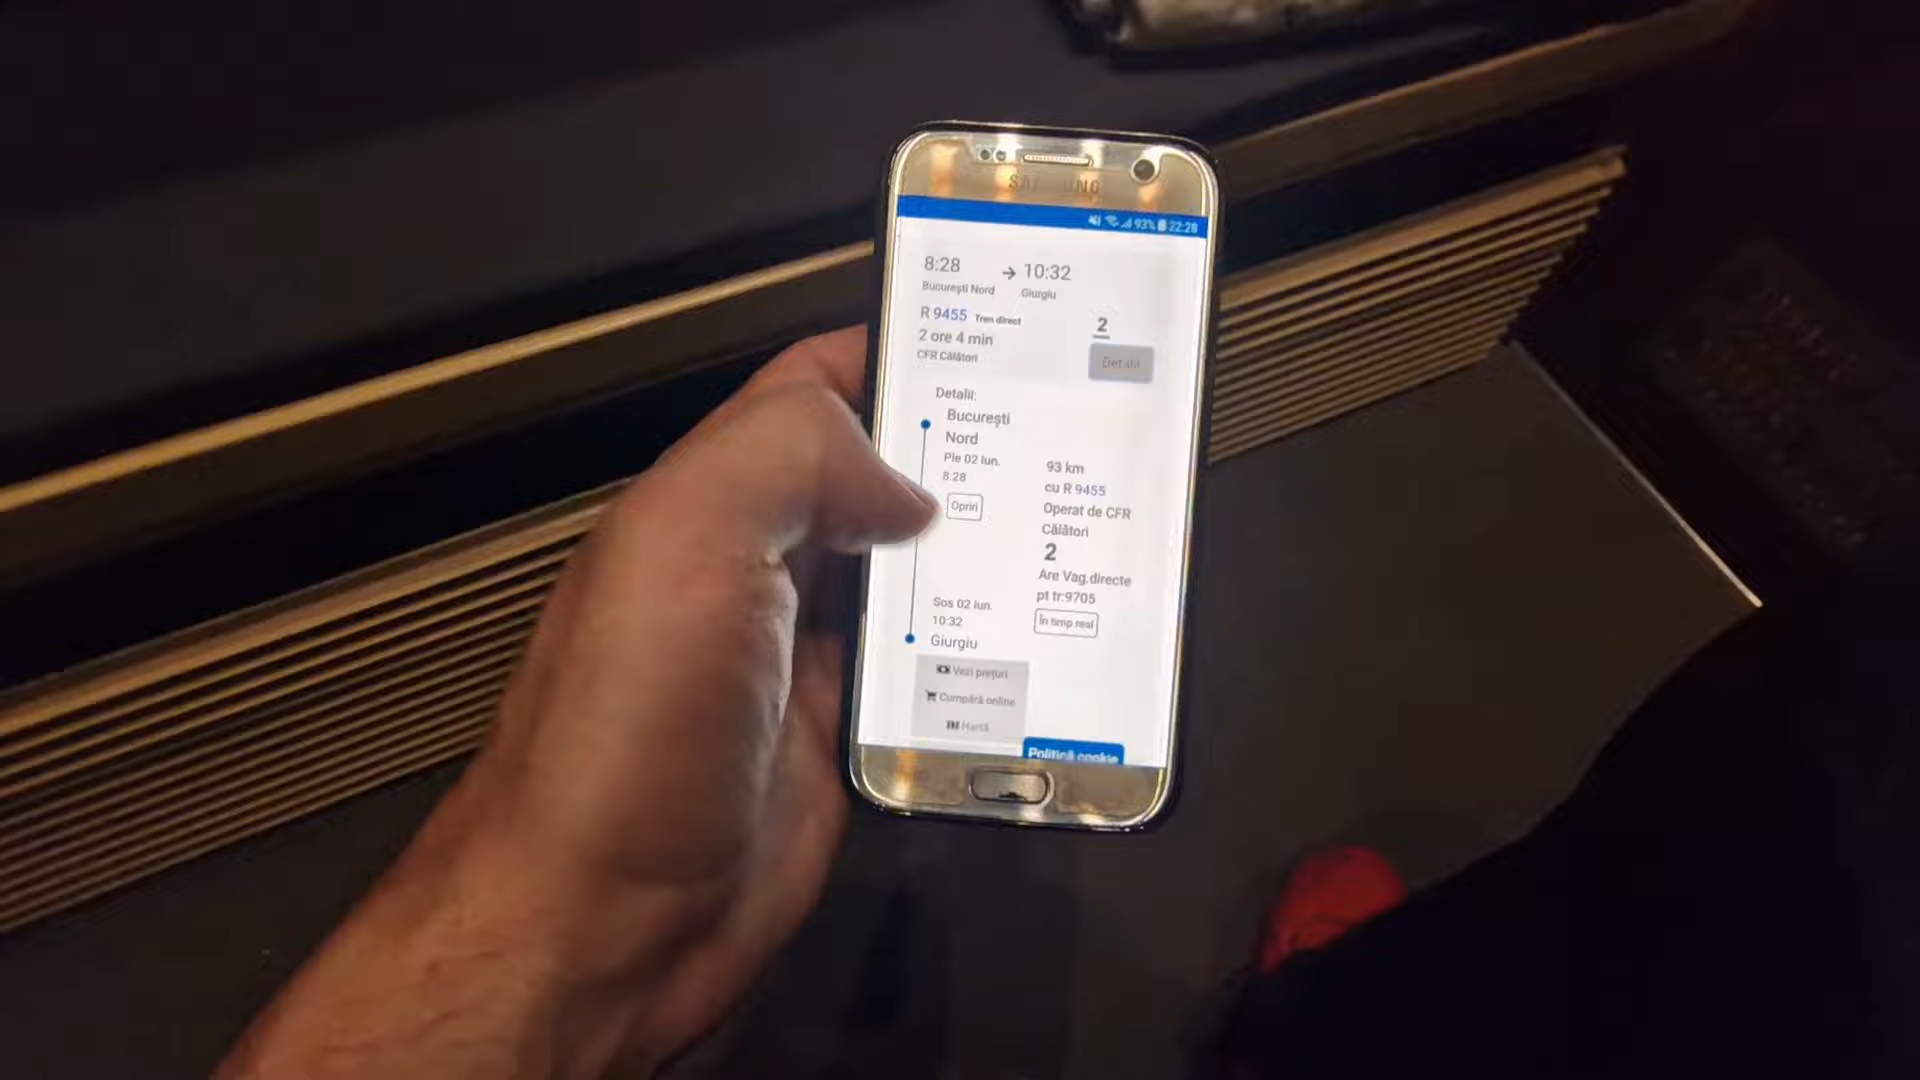 SAMSUNG
93% 22:28
8:28 → 10:32
București Nord Giurgiu
R 9455 Tren direct
2 ore 4 min
CFR Călători
2
Detalii
Detalii:
București
Nord
Ple 02 iun.
8:28
Opriri
93 km
cu R 9455
Operat de CFR
Călători
2
Are Vag.directe
pt tr:9705
În timp real
Sos 02 iun.
10:32
Giurgiu
Vezi prețuri
Cumpără online
Hartă
Politică cookie